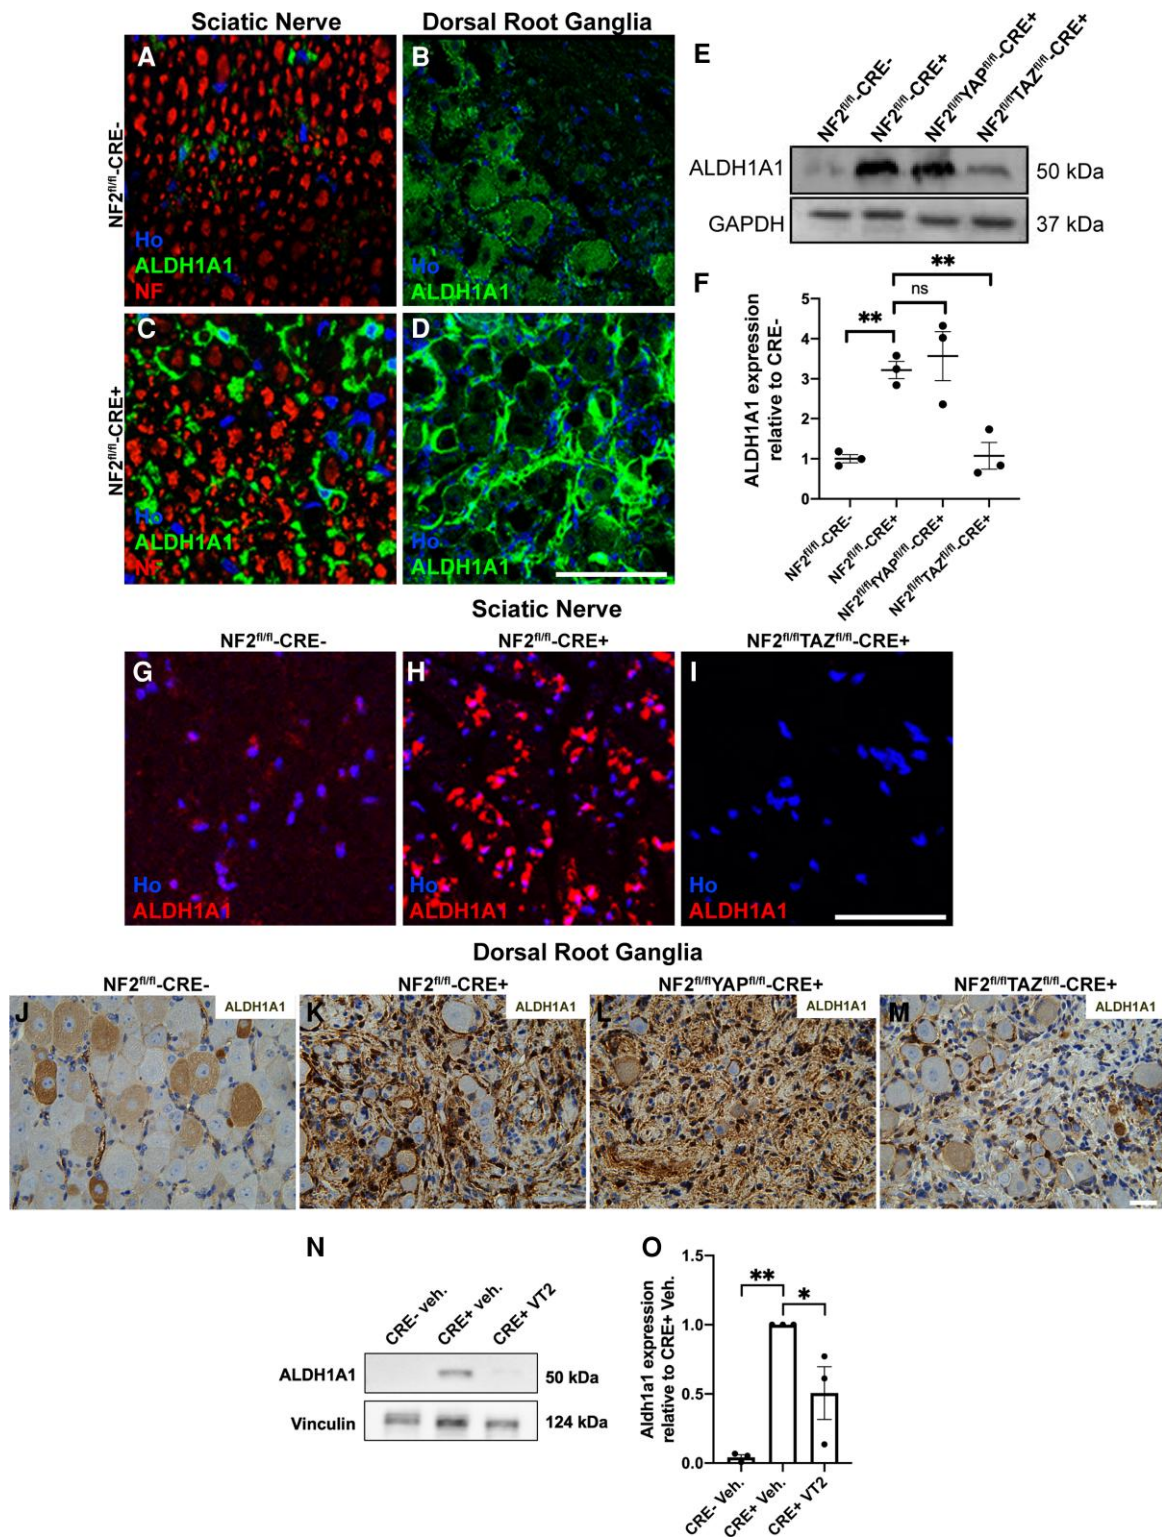 Sciatic Nerve
Dorsal Root Ganglia
A
B
NF2fl/fl-CRE-
Ho
ALDH1A1
NF
Ho
ALDH1A1
C
D
NF2fl/fl-CRE+
Ho
ALDH1A1
NF
Ho
ALDH1A1
E
NF2fl/fl-CRE-
NF2fl/fl-CRE+
NF2fl/flYAPfl/fl-CRE+
NF2fl/flTAZfl/fl-CRE+
ALDH1A1
50 kDa
GAPDH
37 kDa
F
**
ns
**
ALDH1A1 expression
relative to CRE-
5
4
3
2
1
0
NF2fl/fl-CRE-
NF2fl/fl-CRE+
NF2fl/flfYAPfl/fl-CRE+
NF2fl/flTAZfl/fl-CRE+
Sciatic Nerve
NF2fl/fl-CRE-
NF2fl/fl-CRE+
NF2fl/flTAZfl/fl-CRE+
G
Ho
ALDH1A1
H
Ho
ALDH1A1
I
Ho
ALDH1A1
Dorsal Root Ganglia
NF2fl/fl-CRE-
NF2fl/fl-CRE+
NF2fl/flYAPfl/fl-CRE+
NF2fl/flTAZfl/fl-CRE+
J
ALDH1A1
K
ALDH1A1
L
ALDH1A1
M
ALDH1A1
N
CRE- veh.
CRE+ veh.
CRE+ VT2
ALDH1A1
50 kDa
Vinculin
124 kDa
O
**
*
Aldh1a1 expression
relative to CRE+ Veh.
1.5
1.0
0.5
0.0
CRE- Veh.
CRE+ Veh.
CRE+ VT2